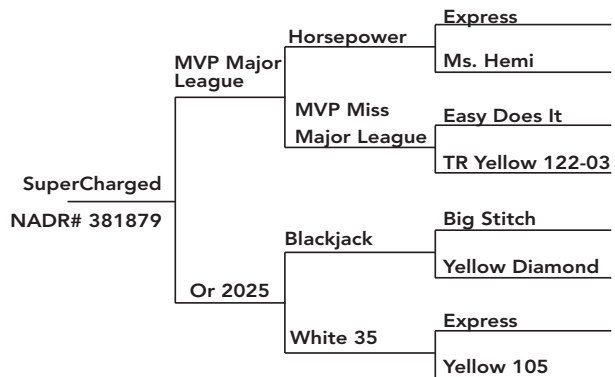 Express
Horsepower
Ms. Hemi
MVP Major
League
MVP Miss
Major League
Easy Does It
TR Yellow 122-03
SuperCharged
NADR# 381879
Big Stitch
Blackjack
Yellow Diamond
Or 2025
Express
White 35
Yellow 105